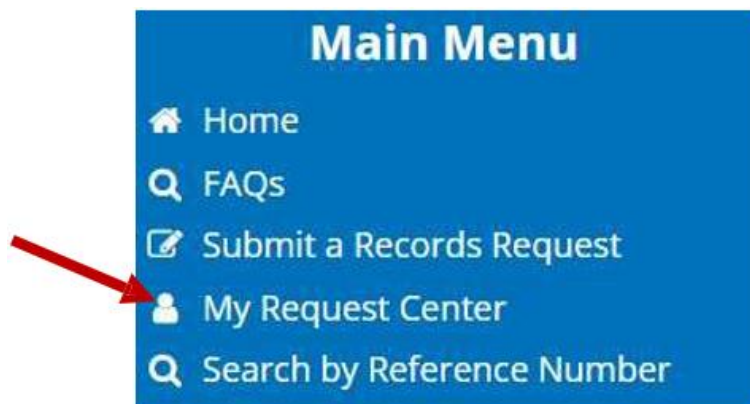 Main Menu
Home
FAQs
Submit a Records Request
My Request Center
Search by Reference Number